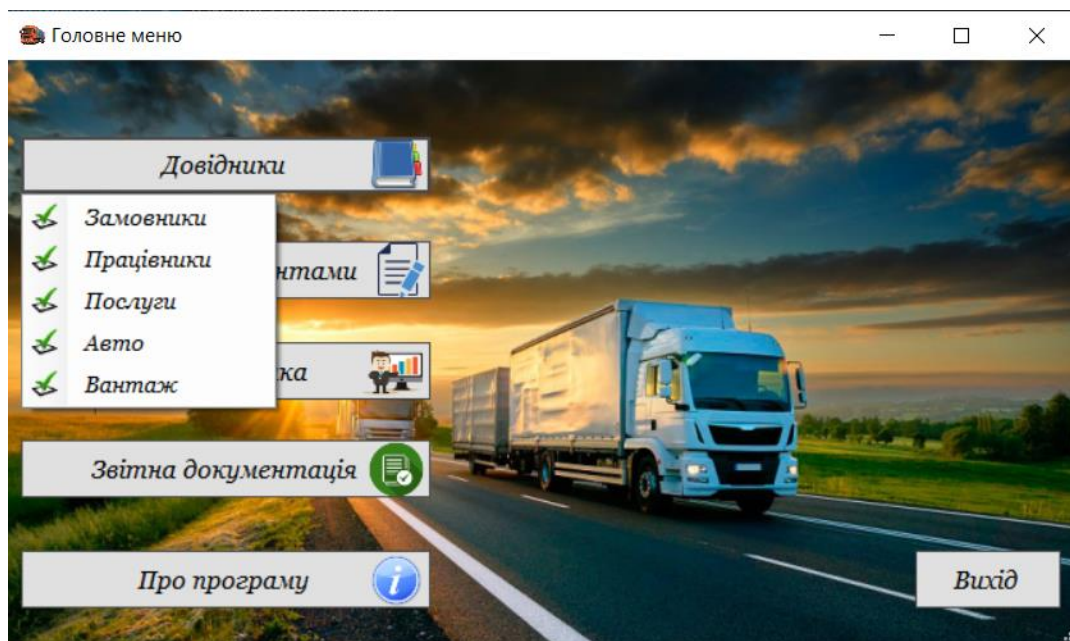 Головне меню
Довідники
Замовники
Працівники
Послуги
Авто
Вантаж
нтами
ка
Звітна документація
Про програму
Вихід